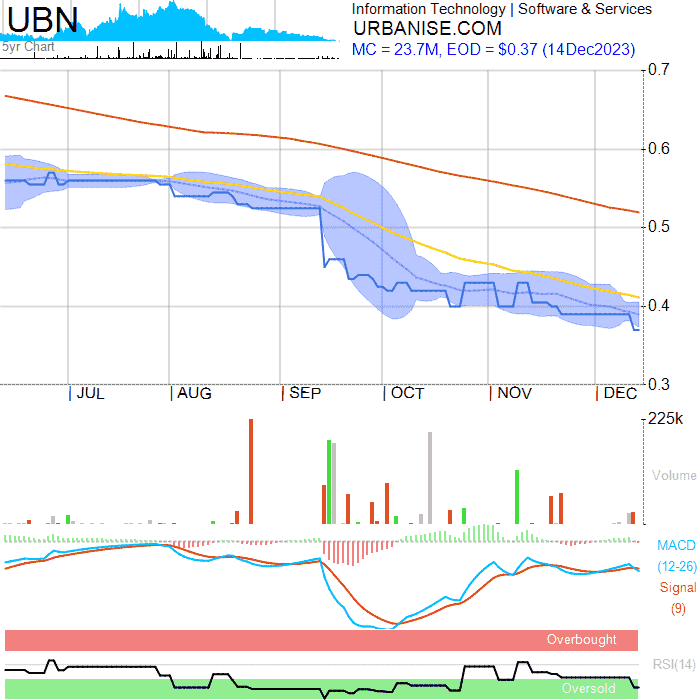 UBN
5yr Chart
Information Technology | Software & Services
URBANISE.COM
MC = 23.7M, EOD = $0.37 (14Dec2023)
0.7
0.6
0.5
0.4
0.3
JUL AUG SEP OCT NOV DEC
225k
Volume
MACD
(12-26)
Signal
(9)
Overbought
RSI(14)
Oversold